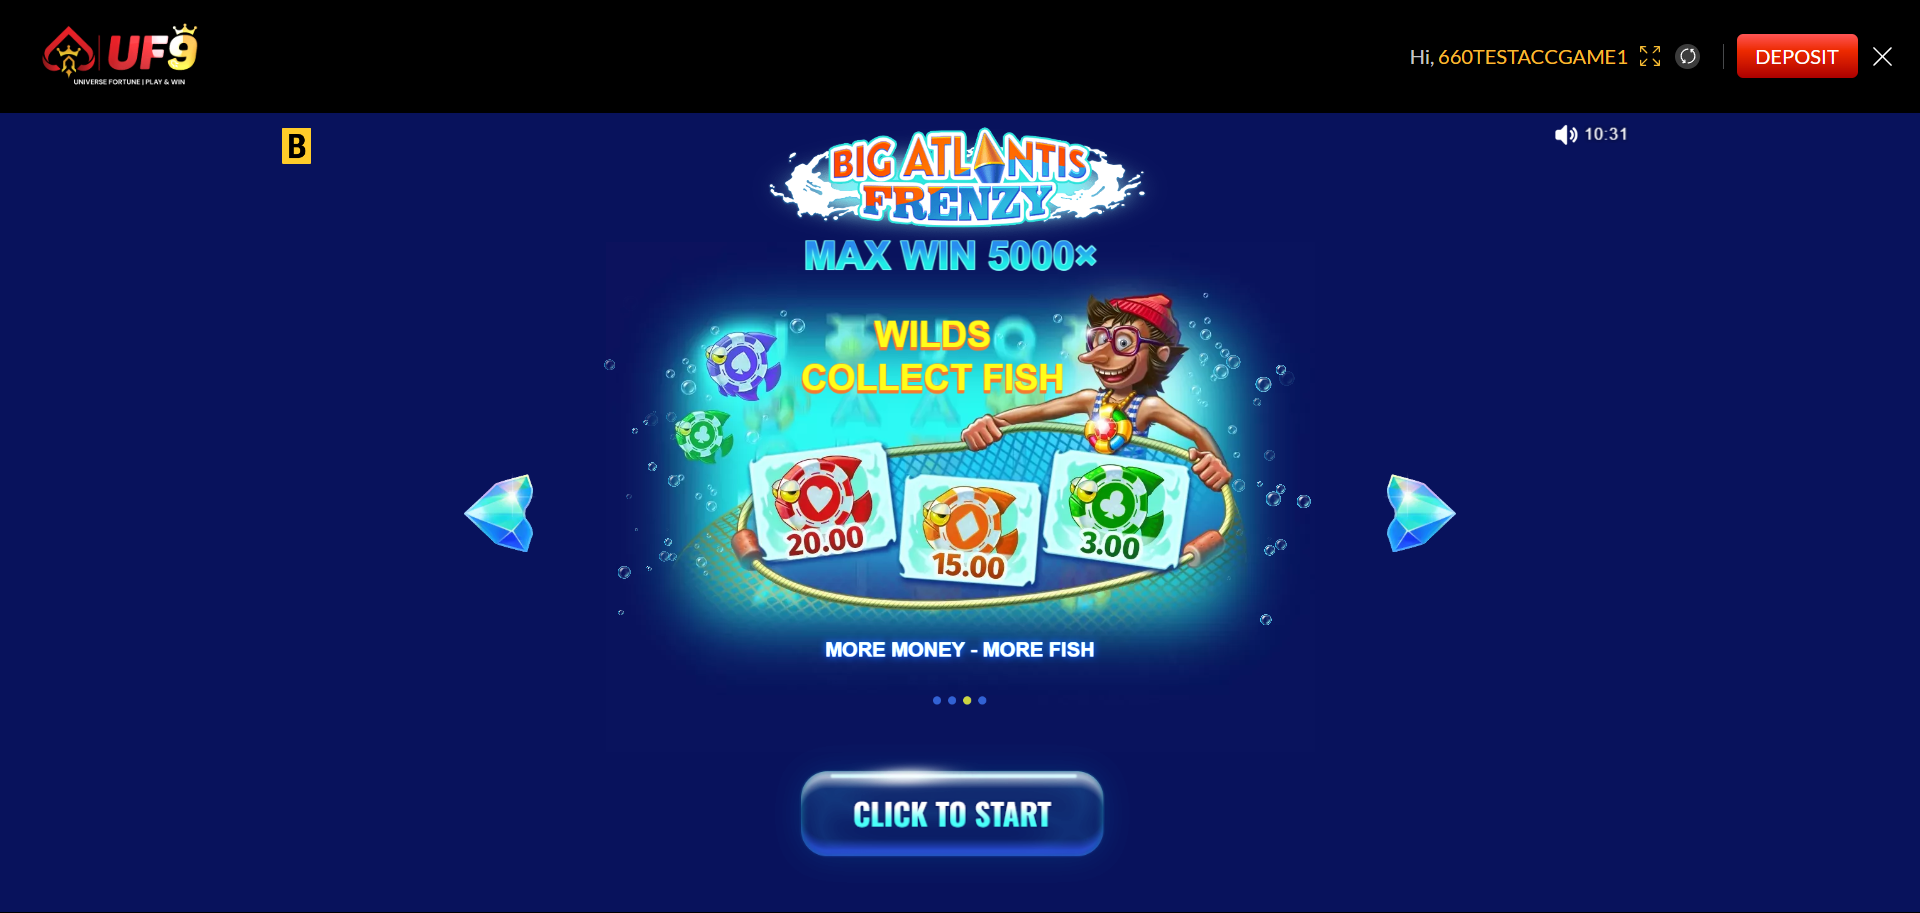 UF9
UNIVERSE FORTUNE | PLAY & WIN
Hi, 660TESTACCGAME1
DEPOSIT
B
10:31
BIG ATLANTIS
FRENZY
MAX WIN 5000×
WILDS
COLLECT FISH
20.00
15.00
3.00
MORE MONEY - MORE FISH
CLICK TO START